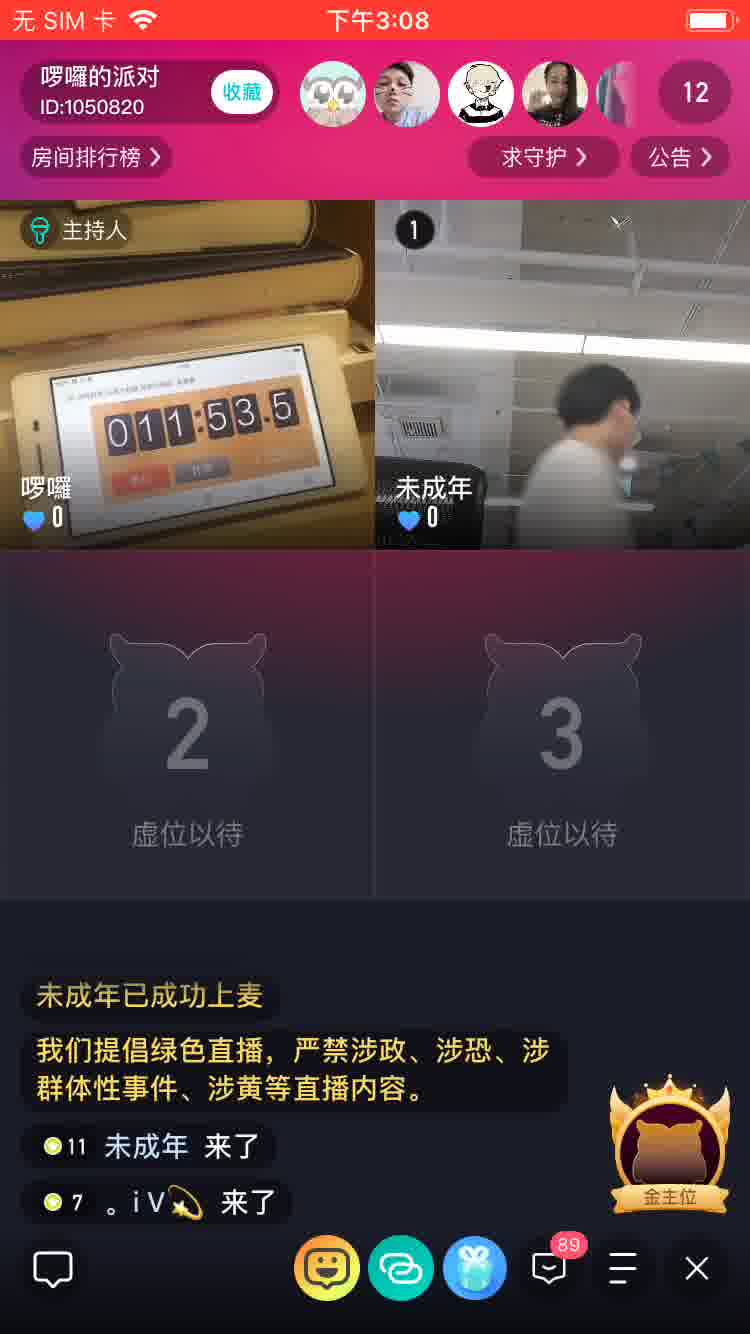 无 SIM 卡
下午3:08
啰囉的派对
ID:1050820
收藏
12
房间排行榜
求守护
公告
主持人
1
011:53.5
啰囉
0
未成年
0
2
虚位以待
3
虚位以待
未成年已成功上麦
我们提倡绿色直播，严禁涉政、涉恐、涉
群体性事件、涉黄等直播内容。
11 未成年 来了
7 。i V💫 来了
金主位
89